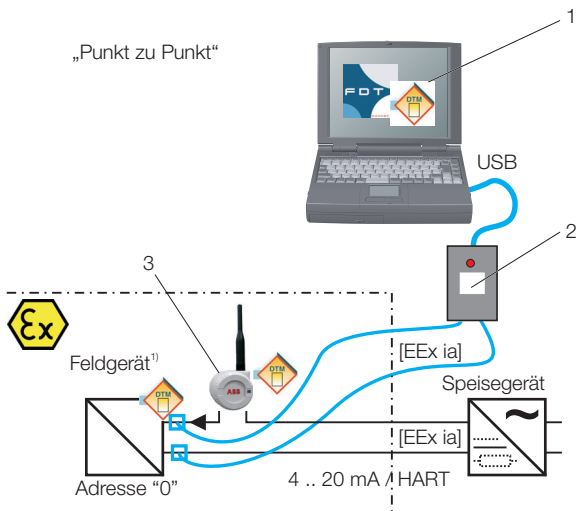 1
„Punkt zu Punkt“
FDT
DTM
USB
2
3
Ex
[EEx ia]
Feldgerät¹⁾
DTM
ABB
DTM
Speisegerät
[EEx ia]
Adresse “0”
4 .. 20 mA / HART